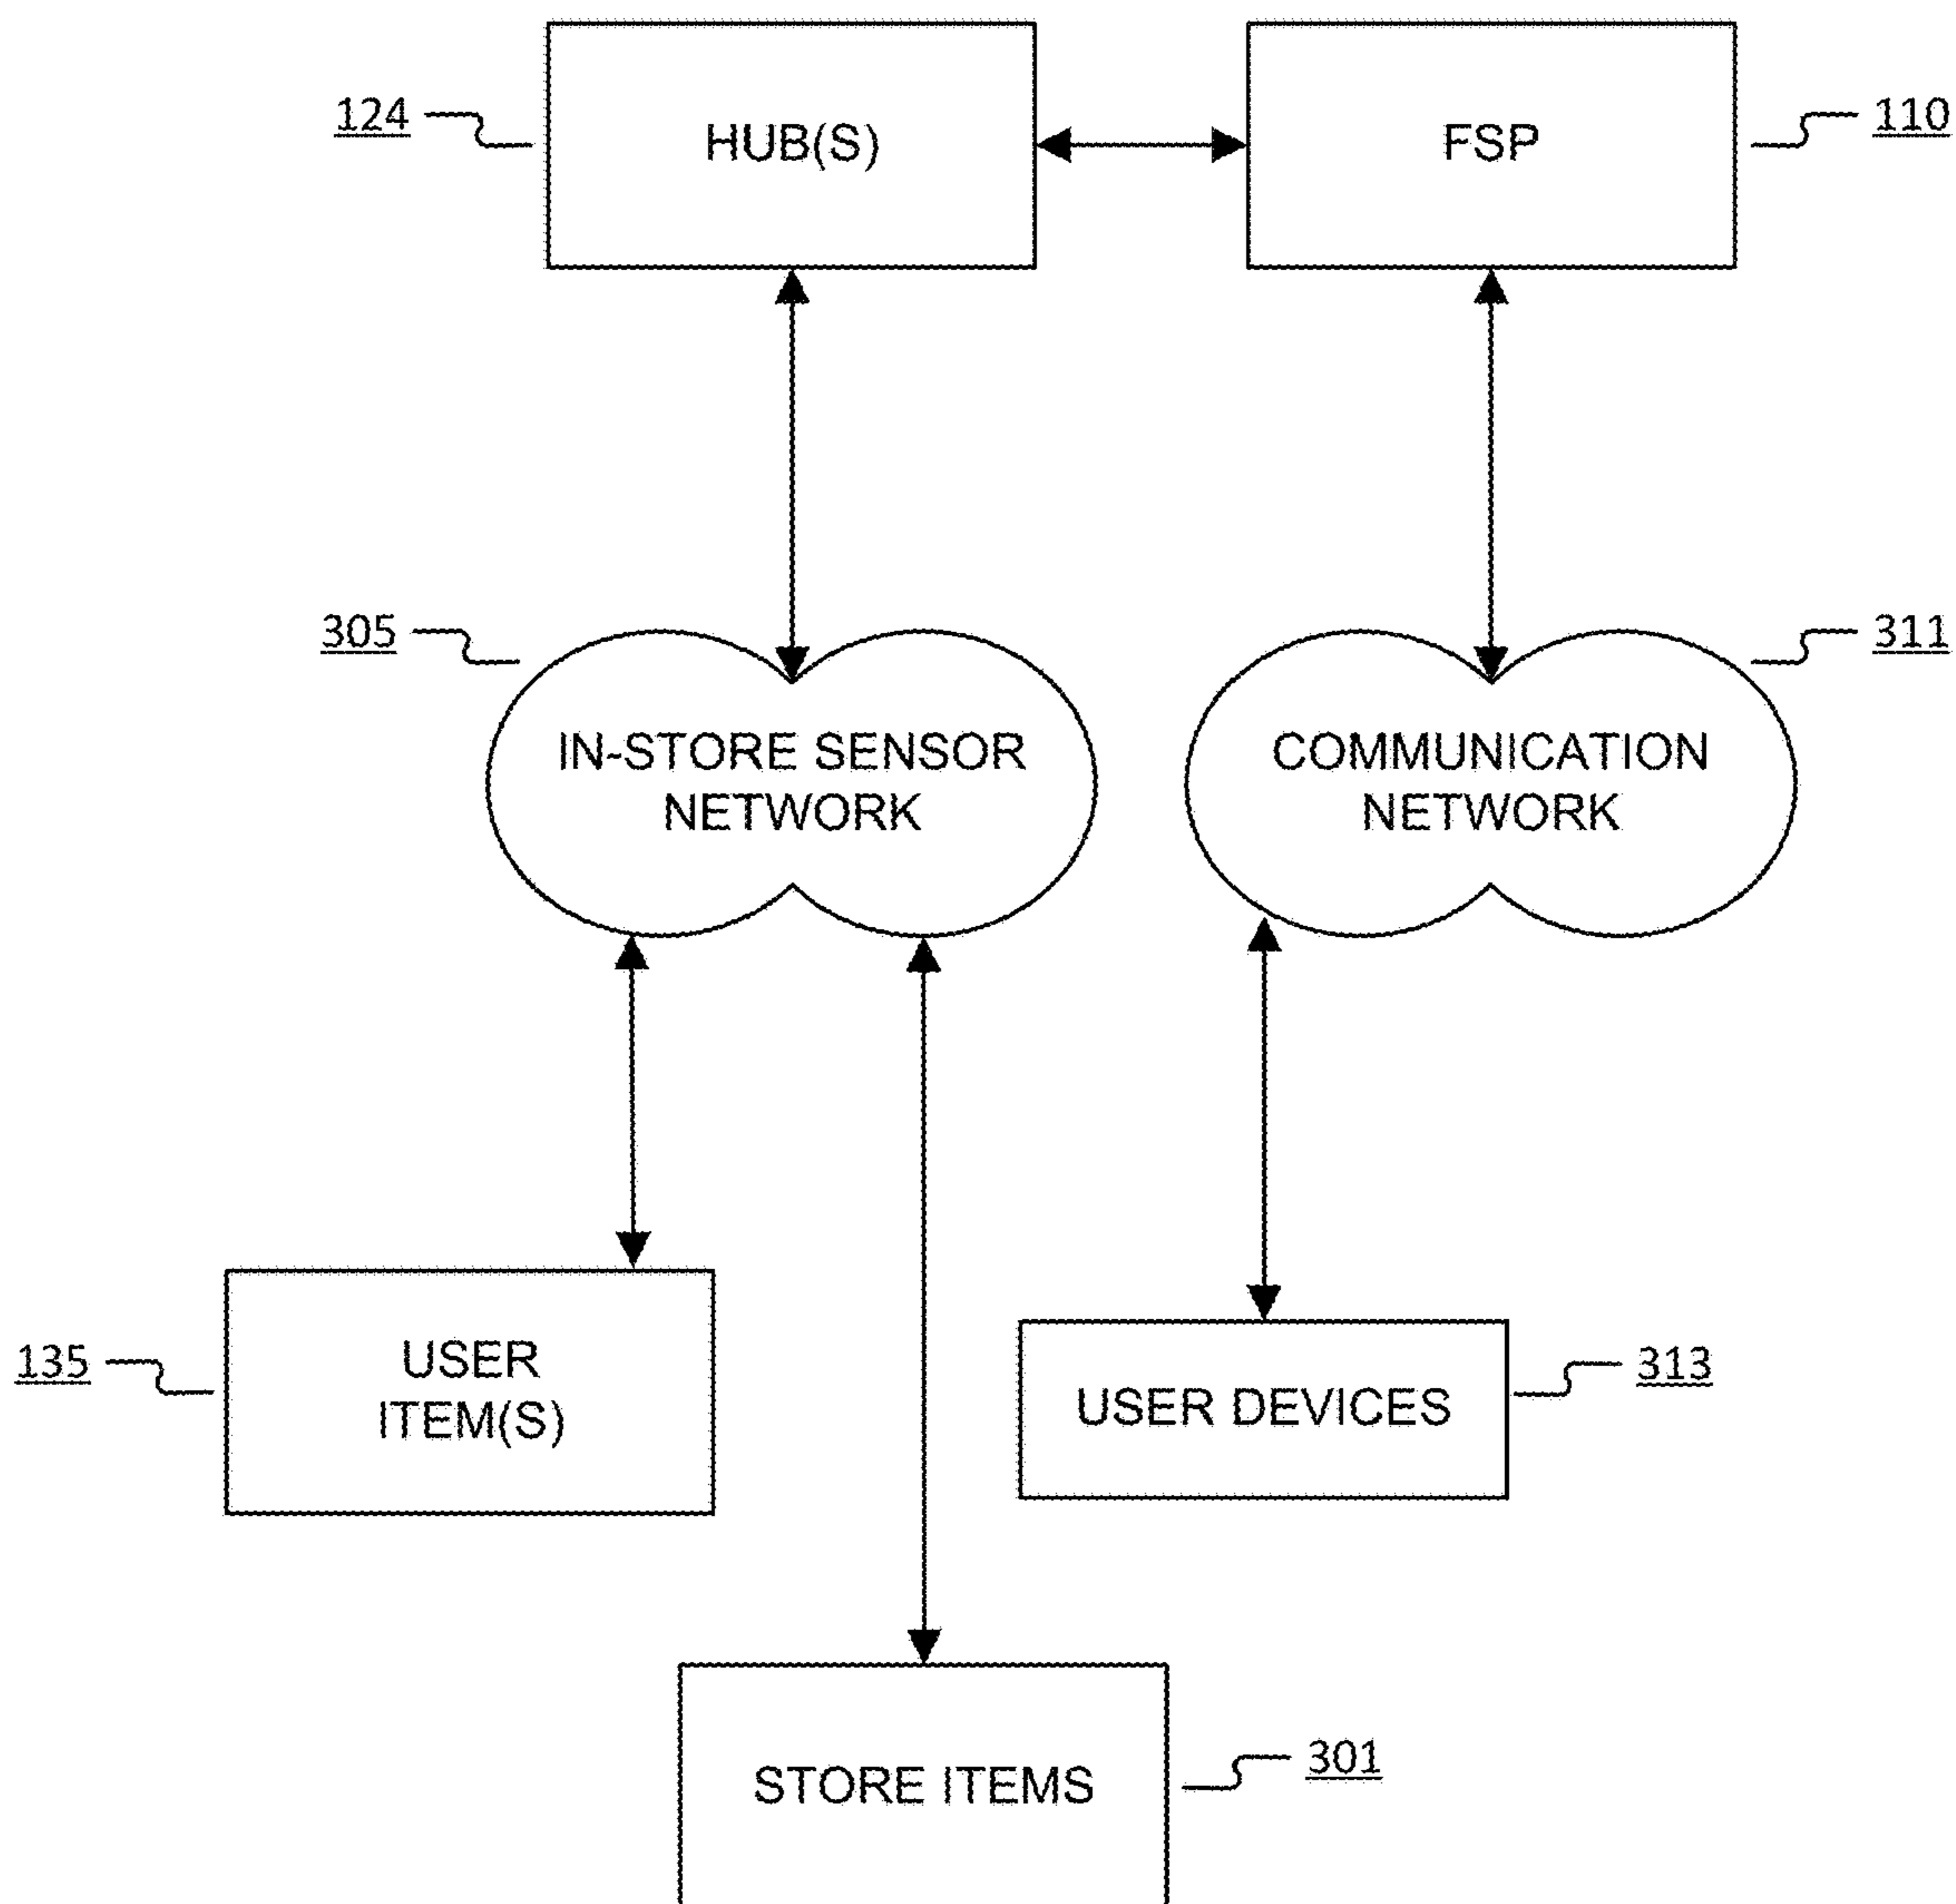 124
HUB(S)
FSP
110
305
IN-STORE SENSOR
NETWORK
COMMUNICATION
NETWORK
311
135
USER
ITEM(S)
USER DEVICES
313
STORE ITEMS
301